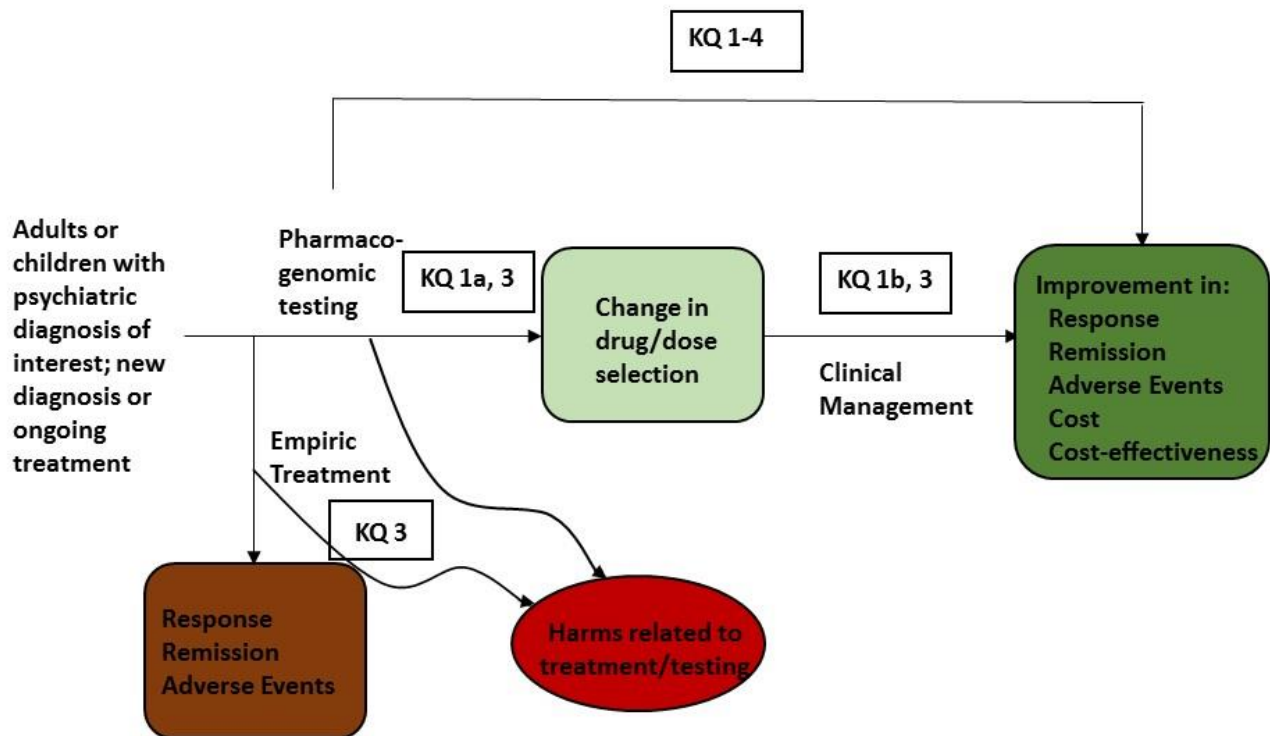 KQ 1-4
Adults or
children with
psychiatric
diagnosis of
interest; new
diagnosis or
ongoing
treatment
Pharmaco-
genomic
testing
KQ 1a, 3
Change in
drug/dose
selection
KQ 1b, 3
Clinical
Management
Improvement in:
Response
Remission
Adverse Events
Cost
Cost-effectiveness
Empiric
Treatment
KQ 3
Response
Remission
Adverse Events
Harms related to
treatment/testing